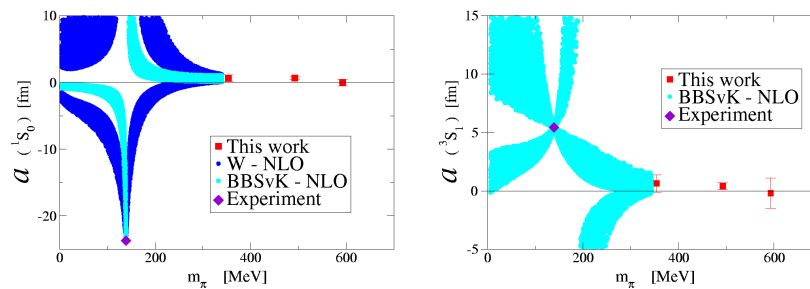 10
0
-10
-20
a (¹S₀) [fm]
This work
W - NLO
BBSvK - NLO
Experiment
0
200
400
600
mπ [MeV]
15
10
5
0
-5
a (³S₁) [fm]
This work
BBSvK - NLO
Experiment
0
200
400
600
mπ [MeV]